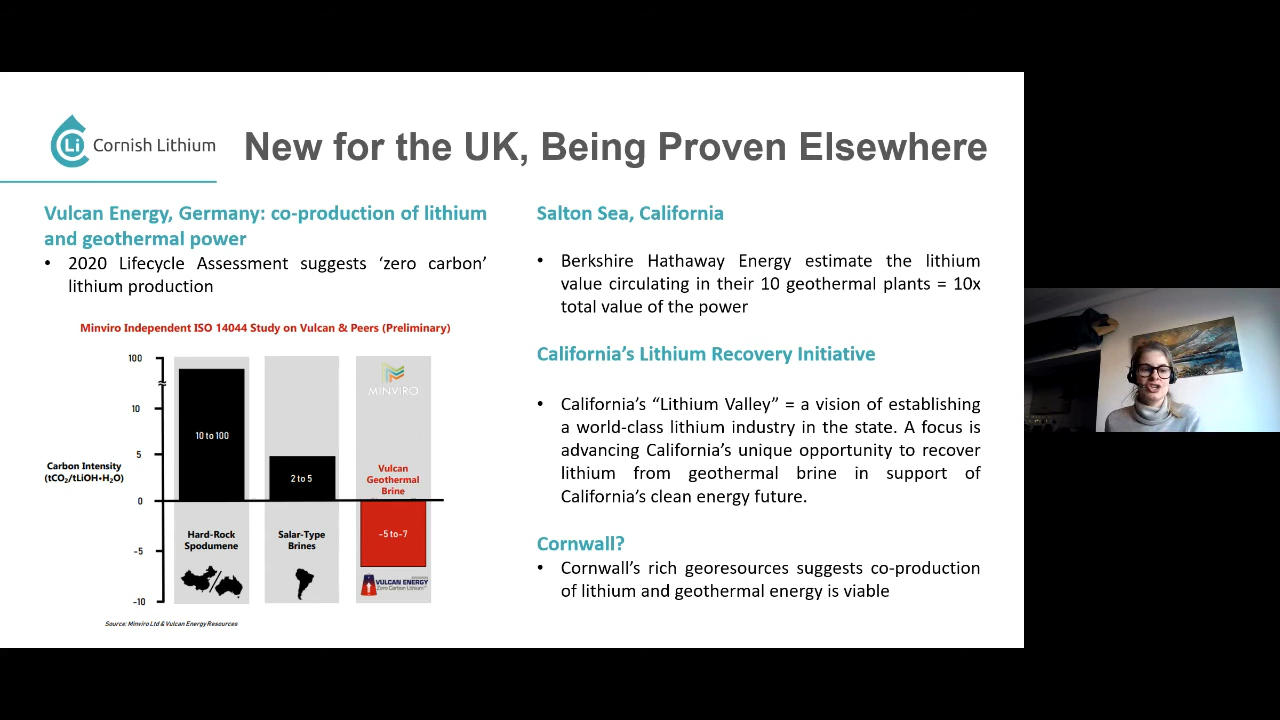 Li
Cornish Lithium
New for the UK, Being Proven Elsewhere
Vulcan Energy, Germany: co-production of lithium
and geothermal power
• 2020 Lifecycle Assessment suggests ‘zero carbon’
lithium production
Minviro Independent ISO 14044 Study on Vulcan & Peers (Preliminary)
100
10
5
0
-5
-10
Carbon Intensity
(tCO₂/tLiOH•H₂O)
10 to 100
2 to 5
MINVIRO
Vulcan
Geothermal
Brine
-5 to -7
Hard-Rock
Spodumene
Salar-Type
Brines
VULCAN ENERGY
Zero Carbon Lithium™
Source: Minviro Ltd & Vulcan Energy Resources
Salton Sea, California
• Berkshire Hathaway Energy estimate the lithium
value circulating in their 10 geothermal plants = 10x
total value of the power
California’s Lithium Recovery Initiative
• California’s “Lithium Valley” = a vision of establishing
a world-class lithium industry in the state. A focus is
advancing California’s unique opportunity to recover
lithium from geothermal brine in support of
California’s clean energy future.
Cornwall?
• Cornwall’s rich georesources suggests co-production
of lithium and geothermal energy is viable